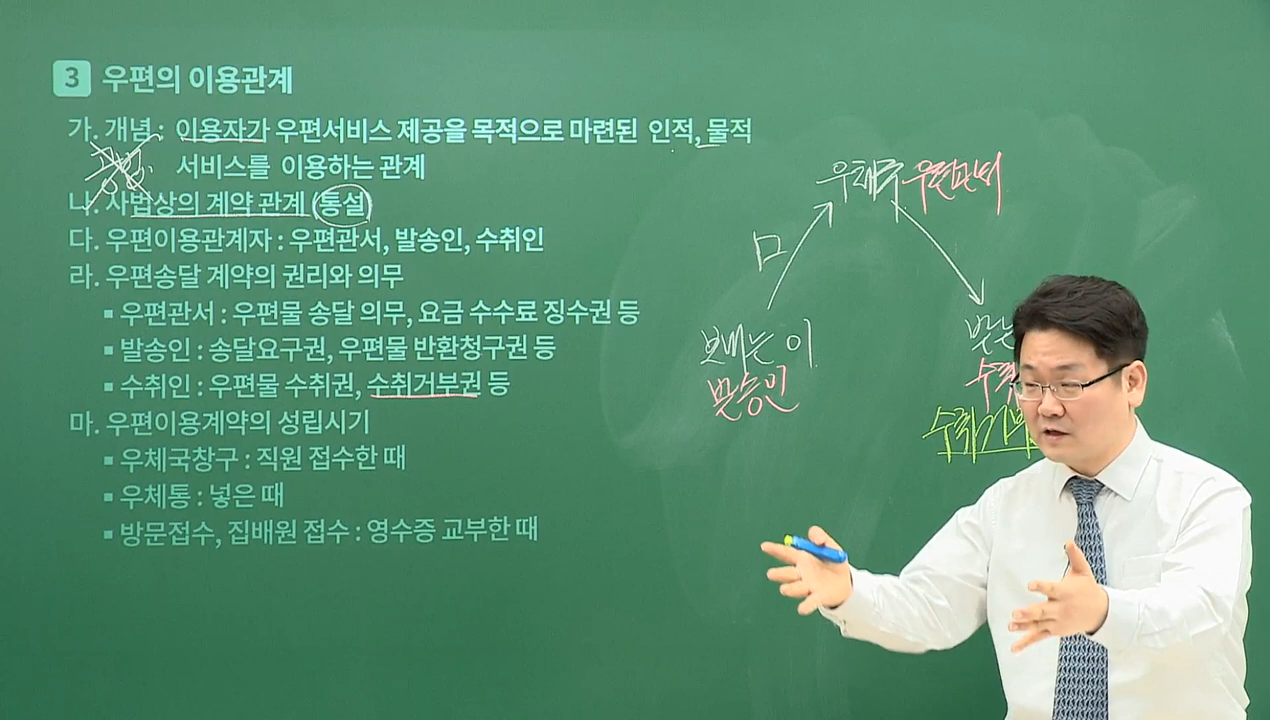 3 우편의 이용관계
가. 개념 : 이용자가 우편서비스 제공을 목적으로 마련된 인적, 물적
서비스를 이용하는 관계
나. 사법상의 계약 관계 (통설)
다. 우편이용관계자 : 우편관서, 발송인, 수취인
라. 우편송달 계약의 권리와 의무
▪ 우편관서 : 우편물 송달 의무, 요금 수수료 징수권 등
▪ 발송인 : 송달요구권, 우편물 반환청구권 등
▪ 수취인 : 우편물 수취권, 수취거부권 등
마. 우편이용계약의 성립시기
▪ 우체국창구 : 직원 접수한 때
▪ 우체통 : 넣은 때
▪ 방문접수, 집배원 접수 : 영수증 교부한 때
우체국 우편관서
보내는 이
발송인
받는
수취
수취거부